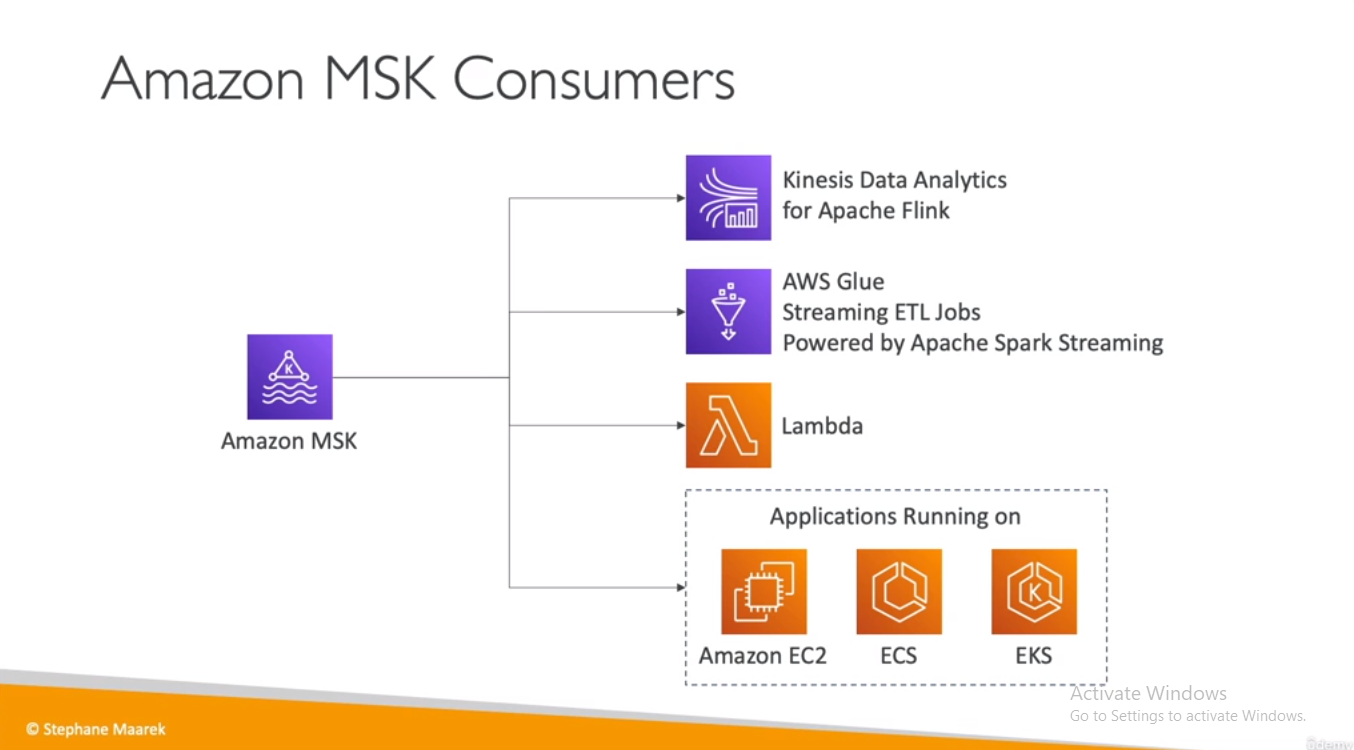 Amazon MSK Consumers
Kinesis Data Analytics
for Apache Flink
AWS Glue
Streaming ETL Jobs
Powered by Apache Spark Streaming
K
Amazon MSK
Lambda
Applications Running on
K
Amazon EC2
ECS
EKS
Activate Windows
Go to Settings to activate Windows.
© Stephane Maarek
ûdemy